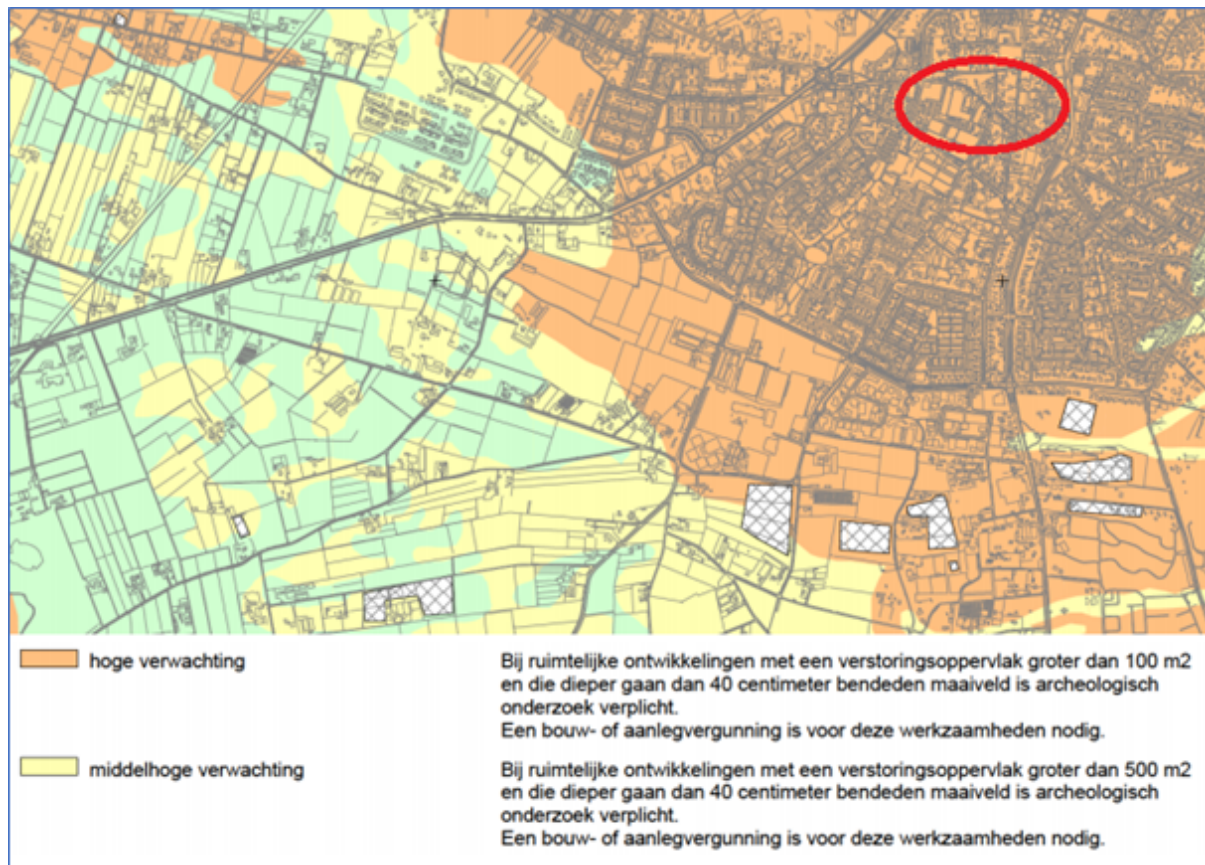 hoge verwachting
Bij ruimtelijke ontwikkelingen met een verstoringsoppervlak groter dan 100 m2
en die dieper gaan dan 40 centimeter bendeden maaiveld is archeologisch
onderzoek verplicht.
Een bouw- of aanlegvergunning is voor deze werkzaamheden nodig.
middelhoge verwachting
Bij ruimtelijke ontwikkelingen met een verstoringsoppervlak groter dan 500 m2
en die dieper gaan dan 40 centimeter bendeden maaiveld is archeologisch
onderzoek verplicht.
Een bouw- of aanlegvergunning is voor deze werkzaamheden nodig.